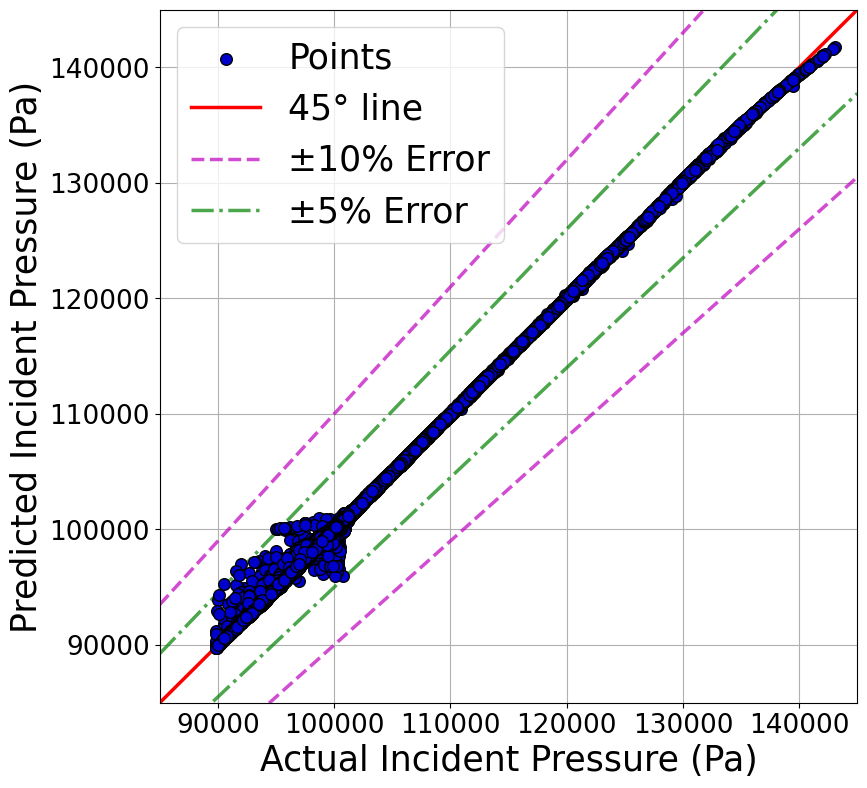 Points
45° line
±10% Error
±5% Error
Predicted Incident Pressure (Pa)
140000
130000
120000
110000
100000
90000
90000 100000 110000 120000 130000 140000
Actual Incident Pressure (Pa)